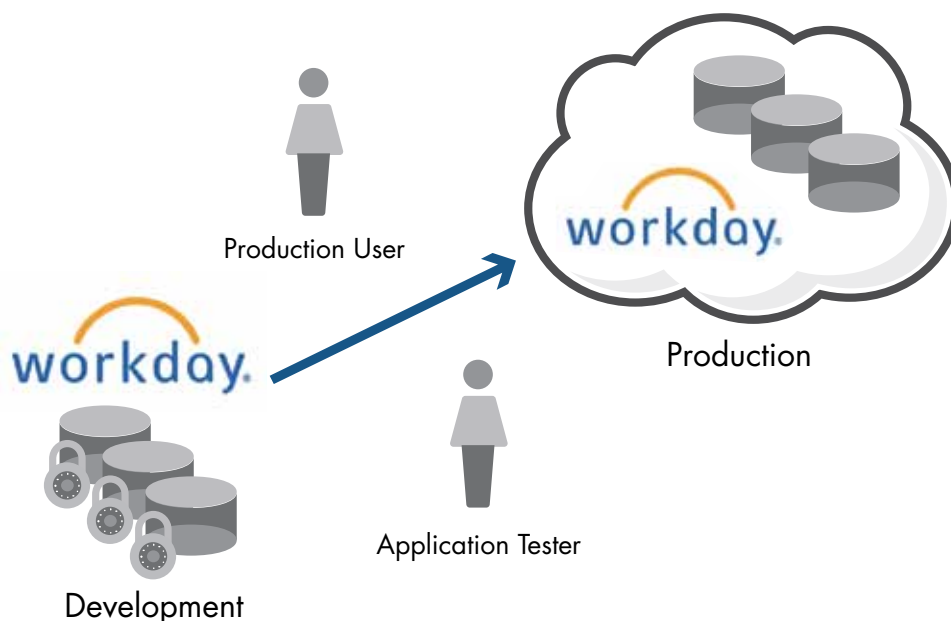 Production User
workday.
Production
workday.
Application Tester
Development